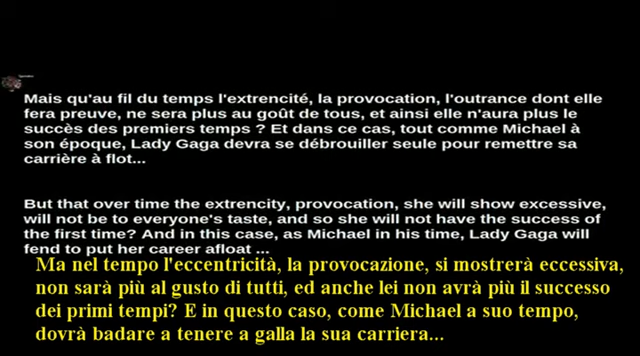 Mais qu'au fil du temps l'extrencité, la provocation, l'outrance dont elle
fera preuve, ne sera plus au goût de tous, et ainsi elle n'aura plus le
succès des premiers temps ? Et dans ce cas, tout comme Michael à
son époque, Lady Gaga devra se débrouiller seule pour remettre sa
carrière à flot...
But that over time the extrencity, provocation, she will show excessive,
will not be to everyone's taste, and so she will not have the success of
the first time? And in this case, as Michael in his time, Lady Gaga will
fend to put her career afloat ...
Ma nel tempo l'eccentricità, la provocazione, si mostrerà eccessiva,
non sarà più al gusto di tutti, ed anche lei non avrà più il successo
dei primi tempi? E in questo caso, come Michael a suo tempo,
dovrà badare a tenere a galla la sua carriera...